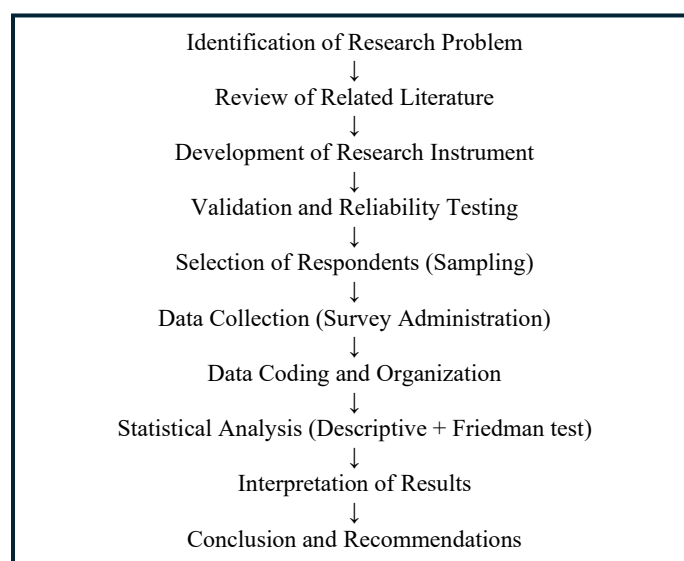 Identification of Research Problem
↓
Review of Related Literature
↓
Development of Research Instrument
↓
Validation and Reliability Testing
↓
Selection of Respondents (Sampling)
↓
Data Collection (Survey Administration)
↓
Data Coding and Organization
↓
Statistical Analysis (Descriptive + Friedman test)
↓
Interpretation of Results
↓
Conclusion and Recommendations